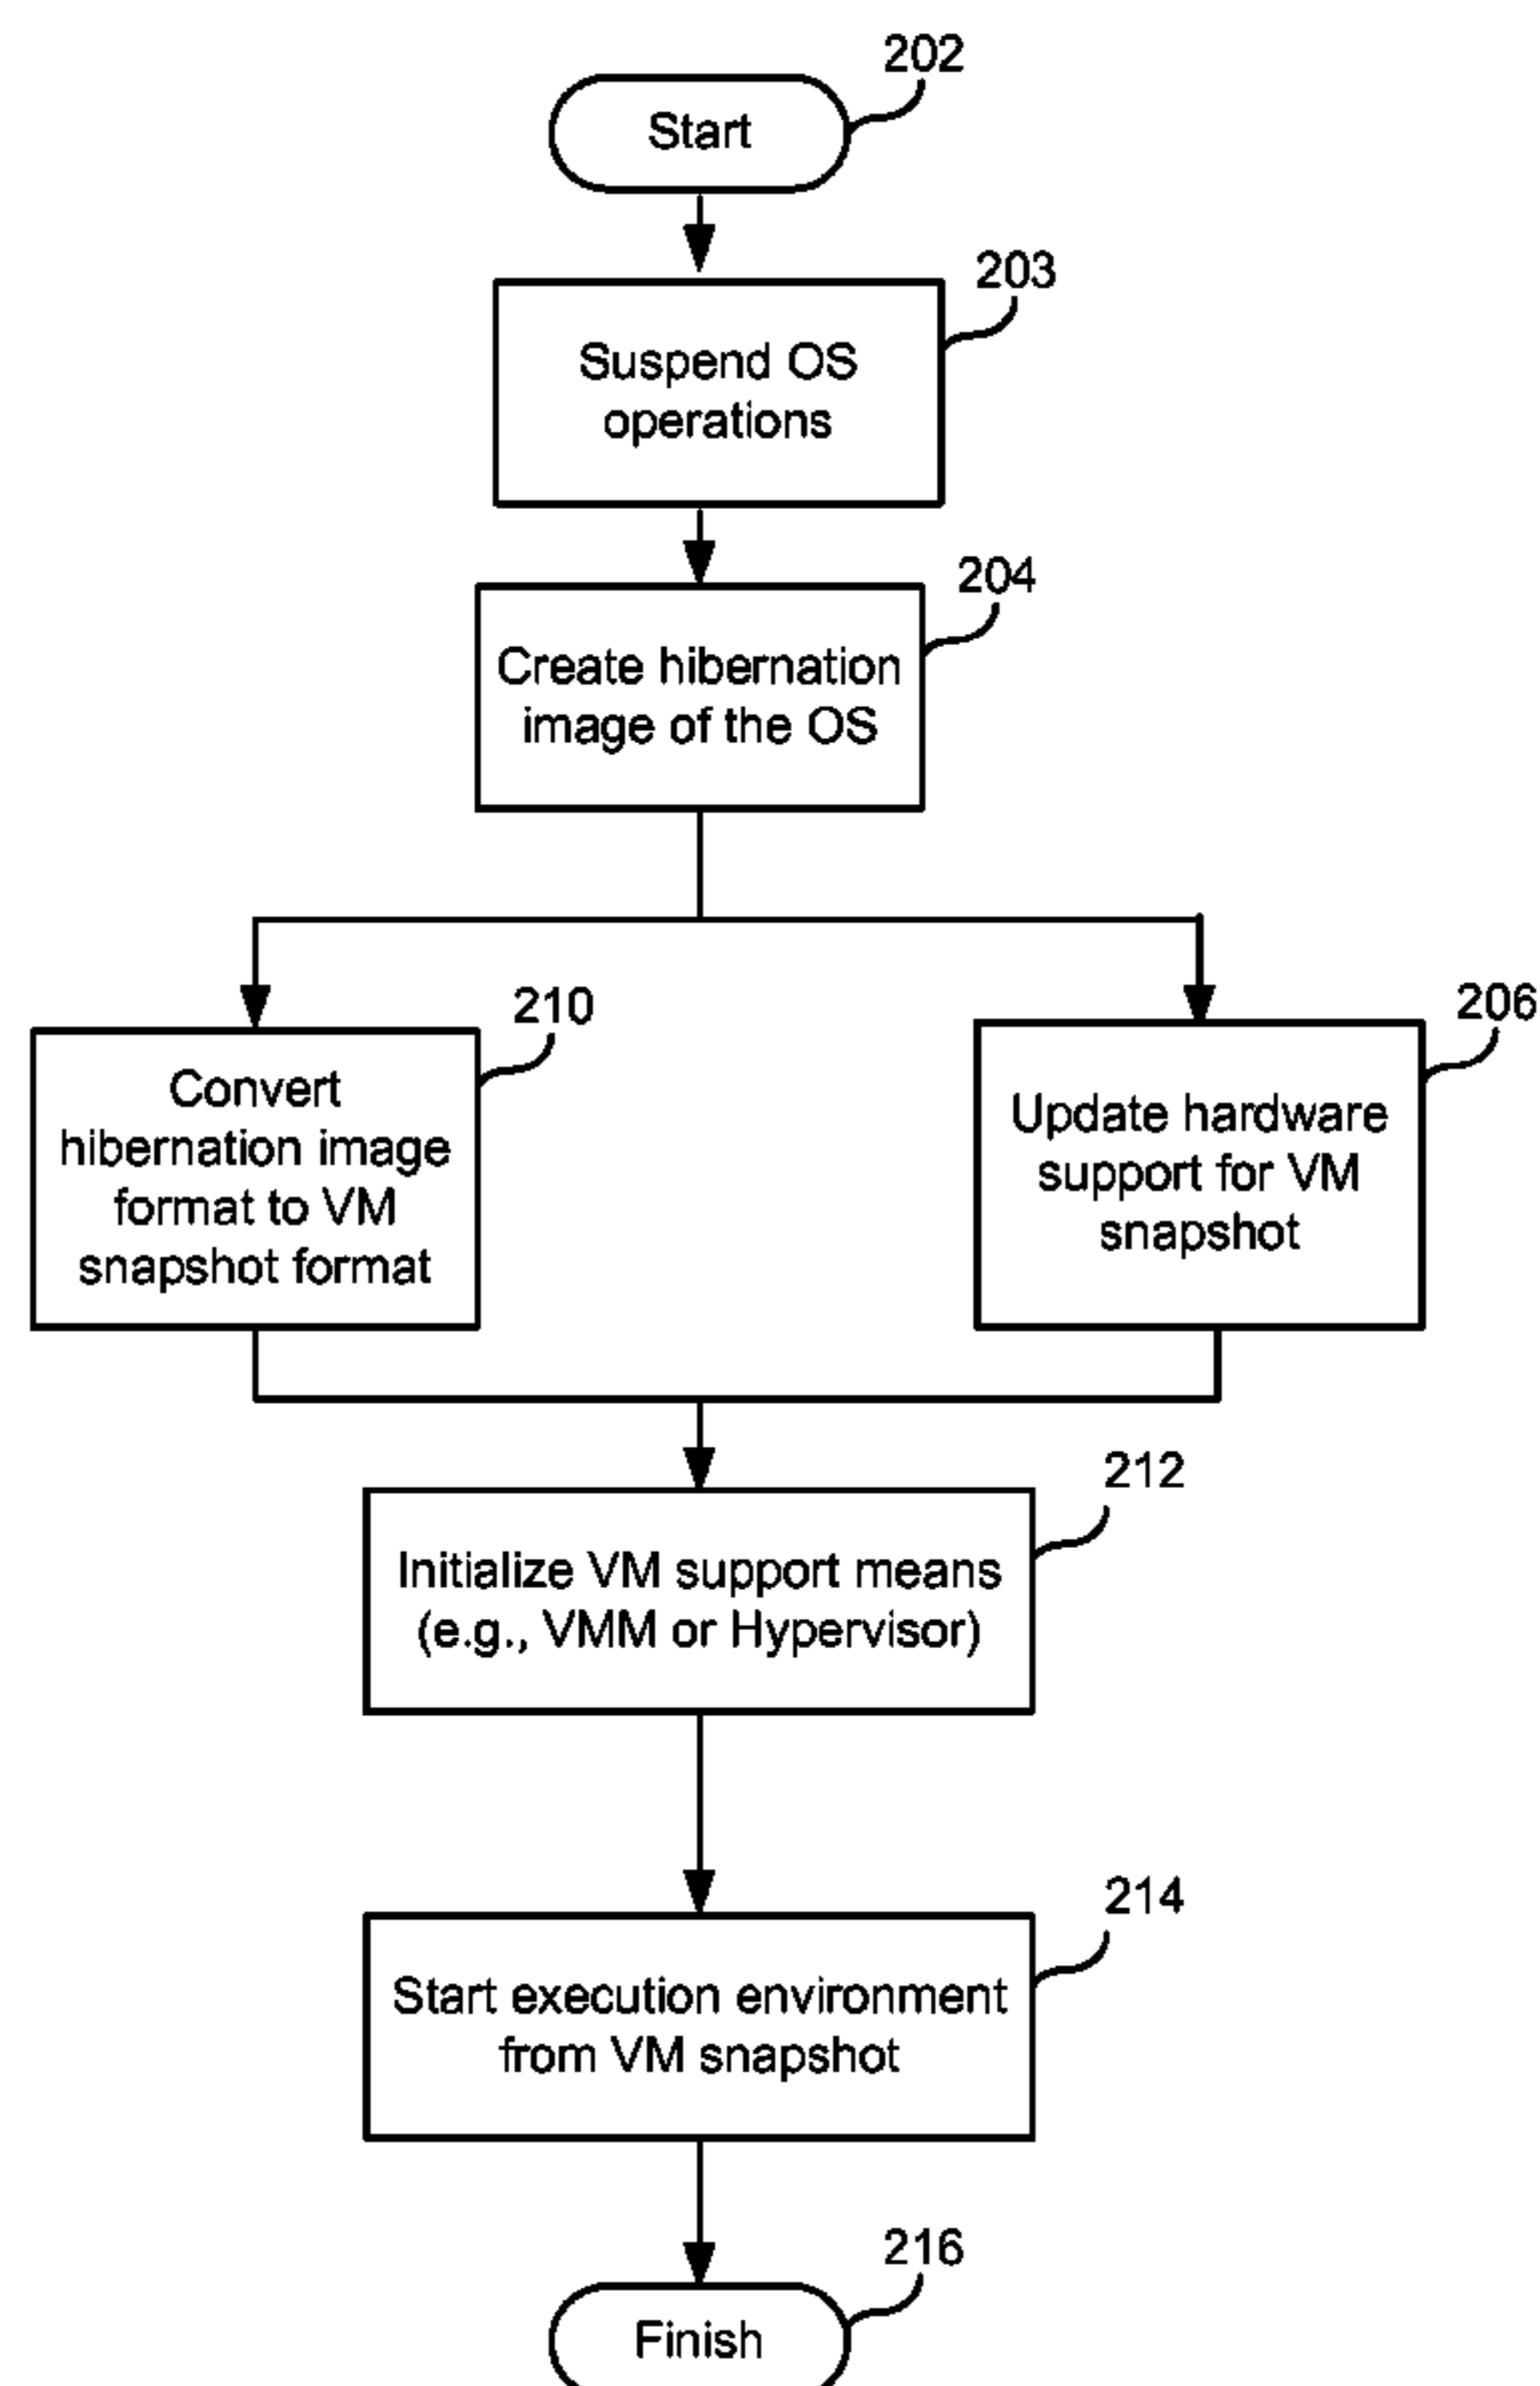 202
Start
203
Suspend OS
operations
204
Create hibernation
image of the OS
210
Convert
hibernation image
format to VM
snapshot format
206
Update hardware
support for VM
snapshot
212
Initialize VM support means
(e.g., VMM or Hypervisor)
214
Start execution environment
from VM snapshot
216
Finish